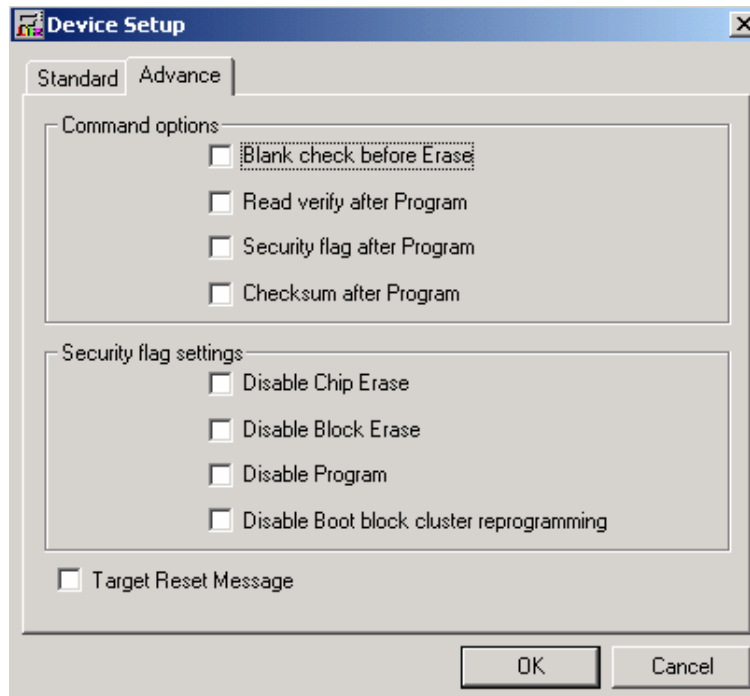 Device Setup
Standard
Advance
Command options
Blank check before Erase
Read verify after Program
Security flag after Program
Checksum after Program
Security flag settings
Disable Chip Erase
Disable Block Erase
Disable Program
Disable Boot block cluster reprogramming
Target Reset Message
OK
Cancel